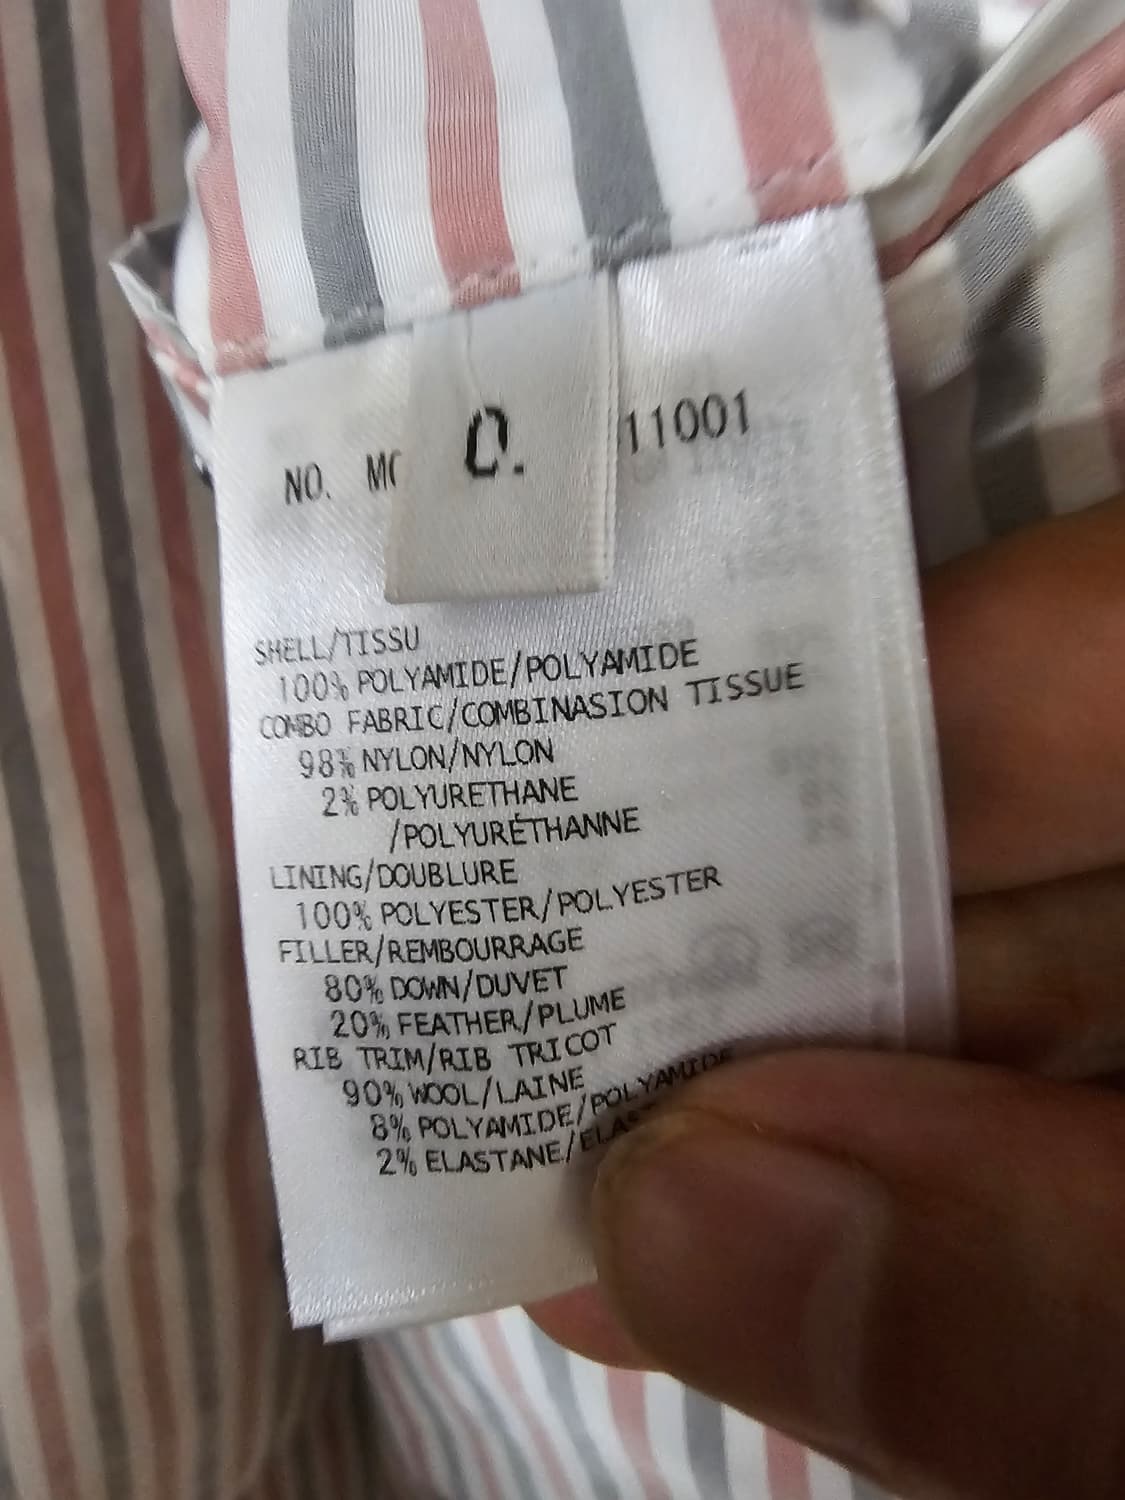 0.
NO. MC 11001
SHELL/TISSU
100% POLYAMIDE/POLYAMIDE
COMBO FABRIC/COMBINASION TISSUE
98% NYLON/NYLON
2% POLYURETHANE
/POLYURÉTHANNE
LINING/DOUBLURE
100% POLYESTER/POLYESTER
FILLER/REMBOURRAGE
80% DOWN/DUVET
20% FEATHER/PLUME
RIB TRIM/RIB TRICOT
90% WOOL/LAINE
8% POLYAMIDE/POLYAMIDE
2% ELASTANE/